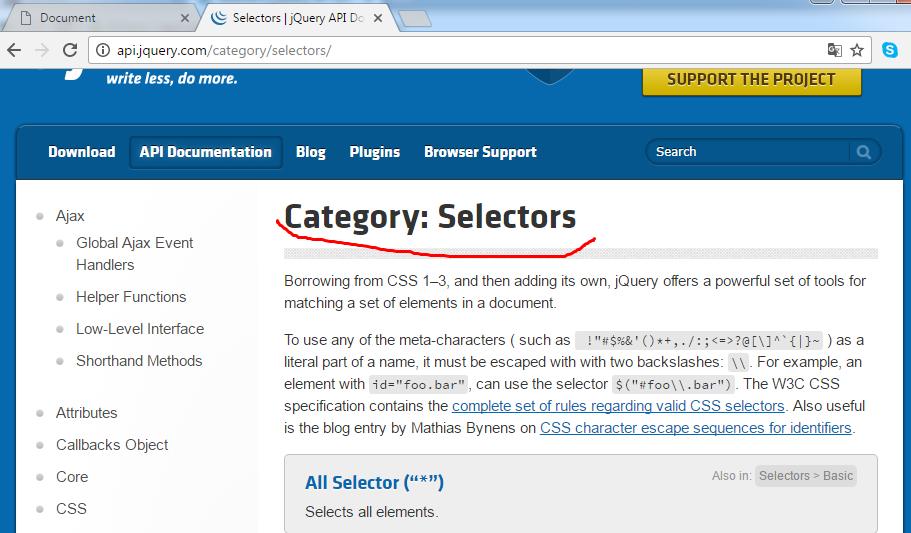 Document
Selectors | jQuery API Do
api.jquery.com/category/selectors/
write less, do more.
SUPPORT THE PROJECT
Download
API Documentation
Blog
Plugins
Browser Support
Search
Ajax
Global Ajax Event
Handlers
Helper Functions
Low-Level Interface
Shorthand Methods
Attributes
Callbacks Object
Core
CSS
Category: Selectors
Borrowing from CSS 1–3, and then adding its own, jQuery offers a powerful set of tools for
matching a set of elements in a document.
To use any of the meta-characters ( such as !"#$%&'()*+,./:;<=>?@[\]^`{|}~ ) as a
literal part of a name, it must be escaped with with two backslashes: \\. For example, an
element with id="foo.bar", can use the selector $("#foo\\.bar"). The W3C CSS
specification contains the complete set of rules regarding valid CSS selectors. Also useful
is the blog entry by Mathias Bynens on CSS character escape sequences for identifiers.
All Selector (“*”)
Also in: Selectors > Basic
Selects all elements.